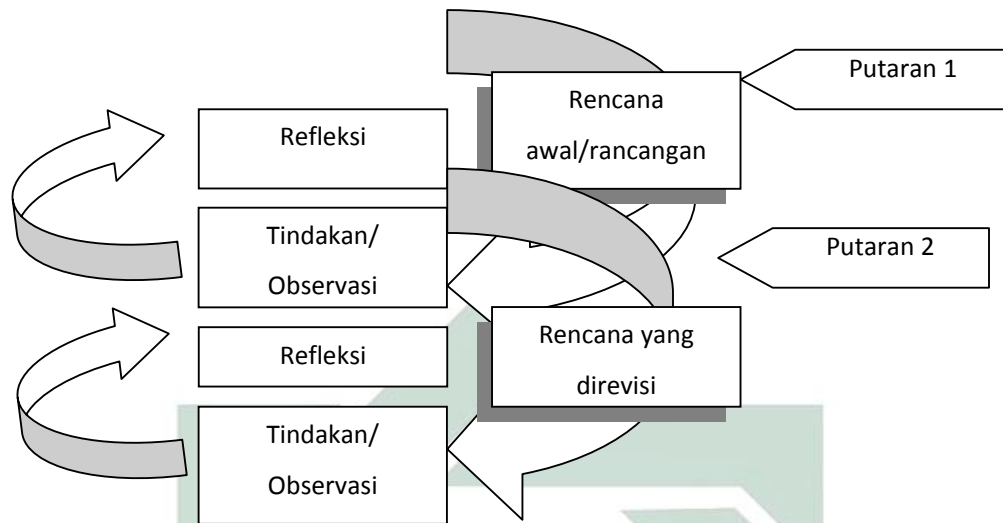 Putaran 1
Rencana
awal/rancangan
Refleksi
Tindakan/
Observasi
Putaran 2
Rencana yang
direvisi
Refleksi
Tindakan/
Observasi